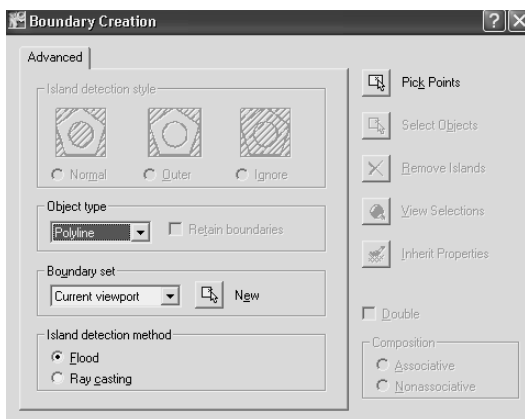 Boundary Creation
Advanced
Island detection style
Normal Outer Ignore
Object type
Polyline Retain boundaries
Boundary set
Current viewport New
Island detection method
Flood
Ray casting
Pick Points
Select Objects
Remove Islands
View Selections
Inherit Properties
Double
Composition
Associative
Nonassociative